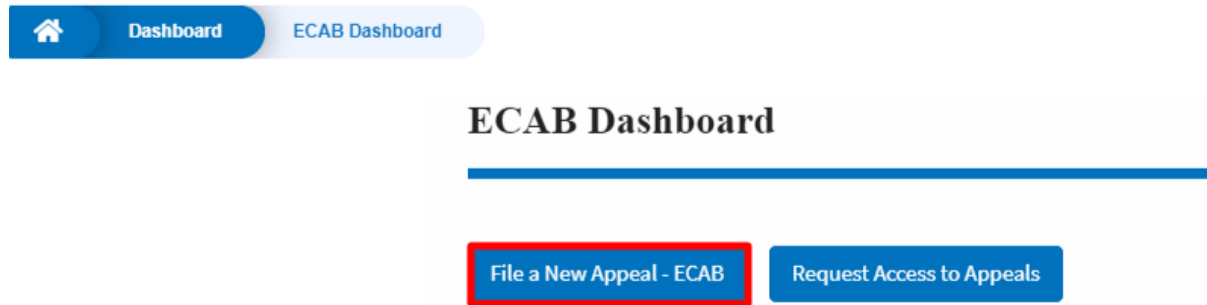 Dashboard ECAB Dashboard
ECAB Dashboard
File a New Appeal - ECAB Request Access to Appeals